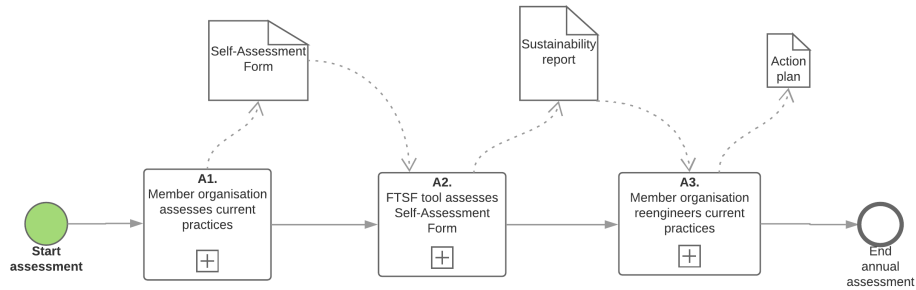 Self-Assessment
Form
Sustainability
report
Action
plan
A1.
Member organisation
assesses current
practices
A2.
FTSF tool assesses
Self-Assessment
Form
A3.
Member organisation
reengineers current
practices
Start
assessment
End
annual
assessment